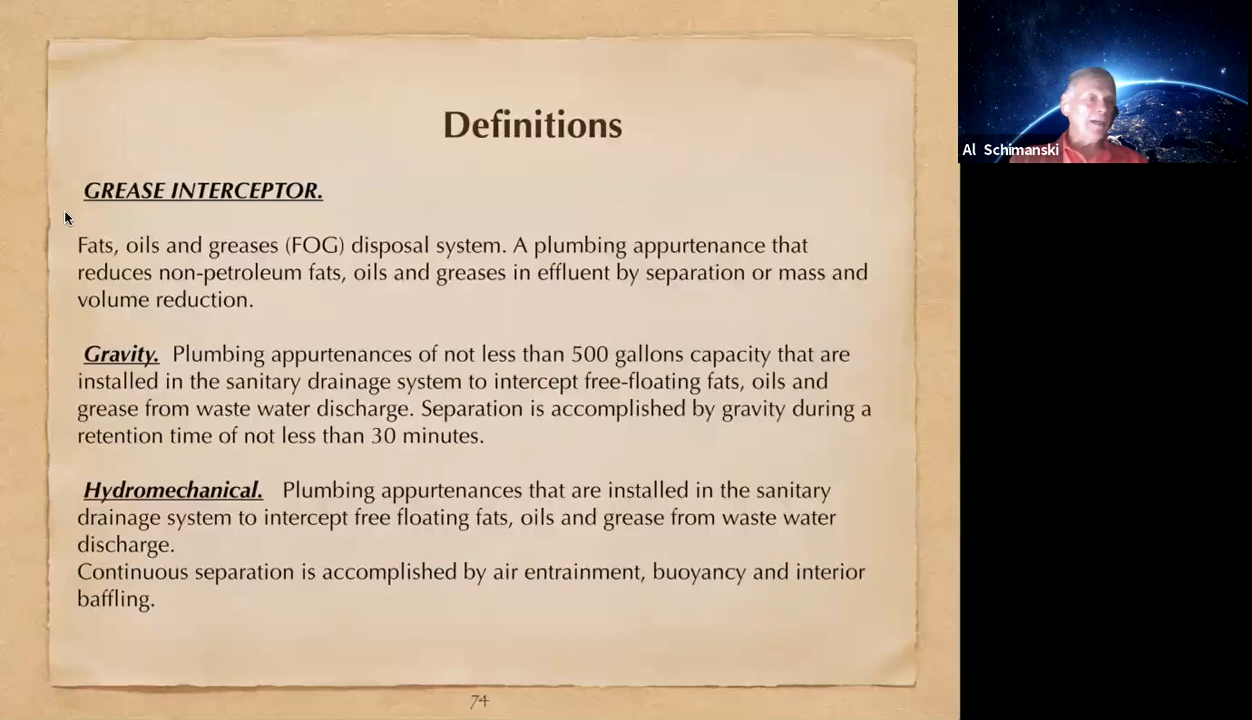 Definitions
GREASE INTERCEPTOR.
Fats, oils and greases (FOG) disposal system. A plumbing appurtenance that
reduces non-petroleum fats, oils and greases in effluent by separation or mass and
volume reduction.
Gravity. Plumbing appurtenances of not less than 500 gallons capacity that are
installed in the sanitary drainage system to intercept free-floating fats, oils and
grease from waste water discharge. Separation is accomplished by gravity during a
retention time of not less than 30 minutes.
Hydromechanical. Plumbing appurtenances that are installed in the sanitary
drainage system to intercept free floating fats, oils and grease from waste water
discharge.
Continuous separation is accomplished by air entrainment, buoyancy and interior
baffling.
74
Al Schimanski